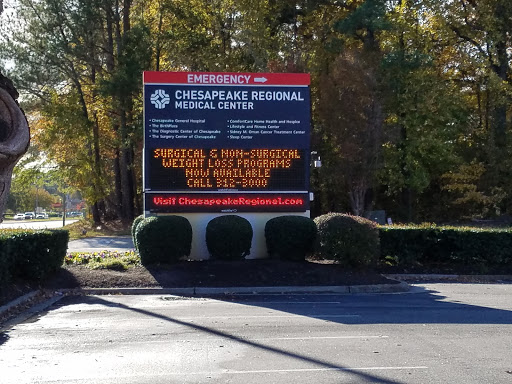 EMERGENCY
CHESAPEAKE REGIONAL
MEDICAL CENTER
• Chesapeake General Hospital
• The BirthPlace
• The Diagnostic Center of Chesapeake
• The Surgery Center of Chesapeake
• ComfortCare Home Health and Hospice
• Lifestyle and Fitness Center
• Sidney M. Oman Cancer Treatment Center
• Sleep Center
SURGICAL & NON-SURGICAL
WEIGHT LOSS PROGRAMS
NOW AVAILABLE
CALL 312-3000
Visit ChesapeakeRegional.com